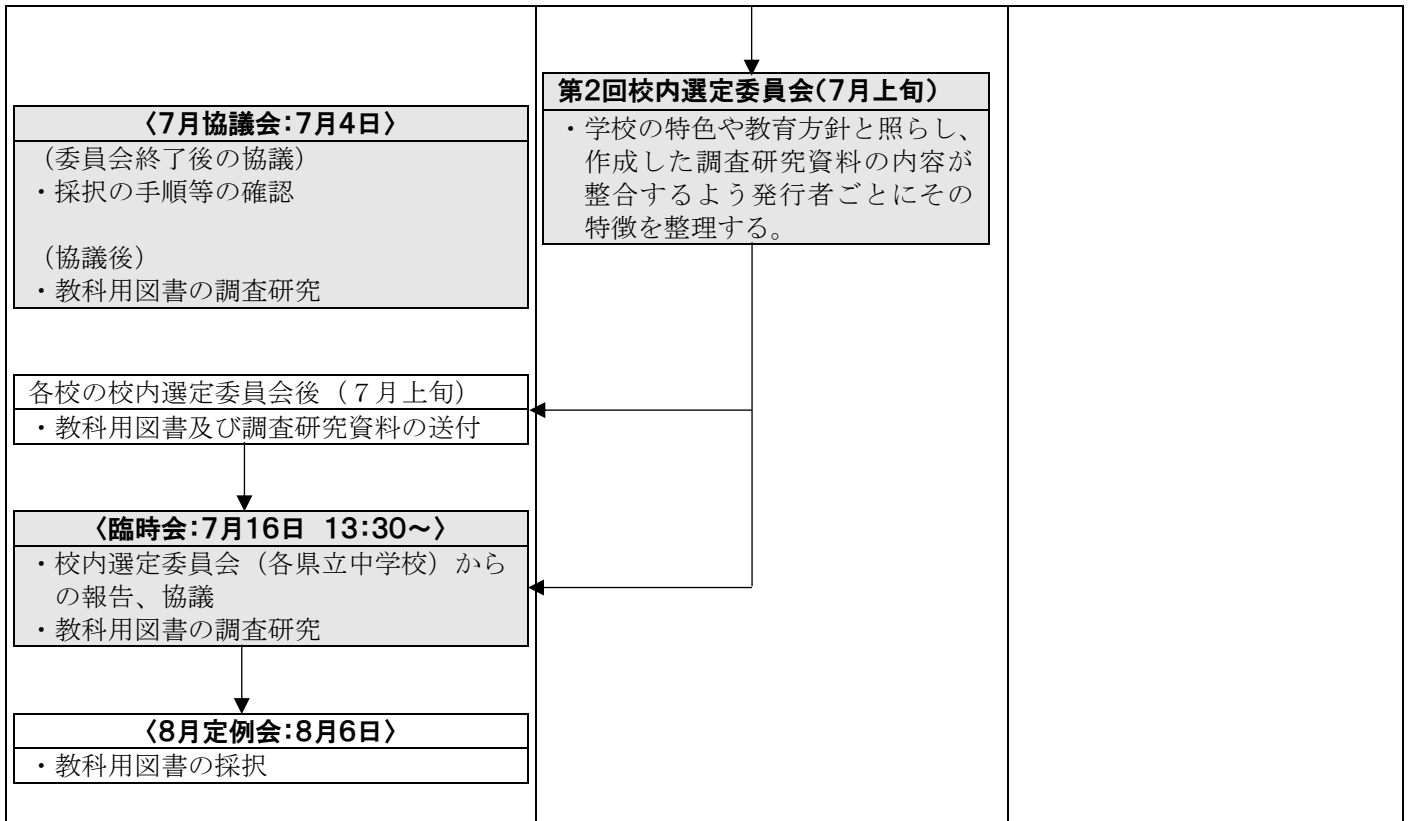 〈7月協議会:7月4日〉
（委員会終了後の協議）
・採択の手順等の確認
（協議後）
・教科用図書の調査研究
各校の校内選定委員会後（７月上旬）
・教科用図書及び調査研究資料の送付
〈臨時会:7月16日 13:30～〉
・校内選定委員会（各県立中学校）から
の報告、協議
・教科用図書の調査研究
〈8月定例会:8月6日〉
・教科用図書の採択
第2回校内選定委員会(7月上旬)
・学校の特色や教育方針と照らし、
作成した調査研究資料の内容が
整合するよう発行者ごとにその
特徴を整理する。